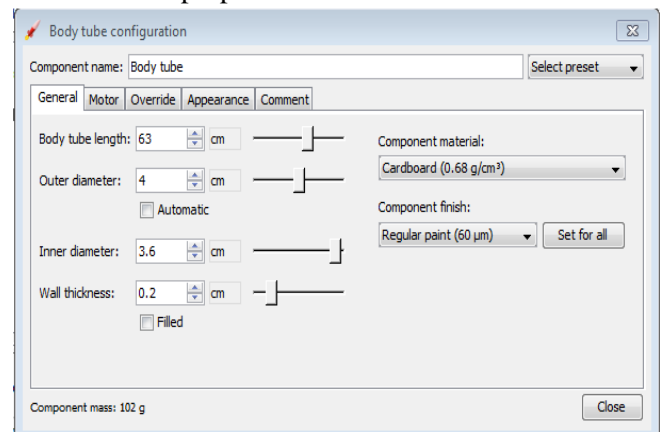 Body tube configuration
Component name: Body tube Select preset
General Motor Override Appearance Comment
Body tube length: 63 cm
Component material:
Cardboard (0.68 g/cm³)
Outer diameter: 4 cm
Automatic
Component finish:
Regular paint (60 μm) Set for all
Inner diameter: 3.6 cm
Wall thickness: 0.2 cm
Filled
Component mass: 102 g Close